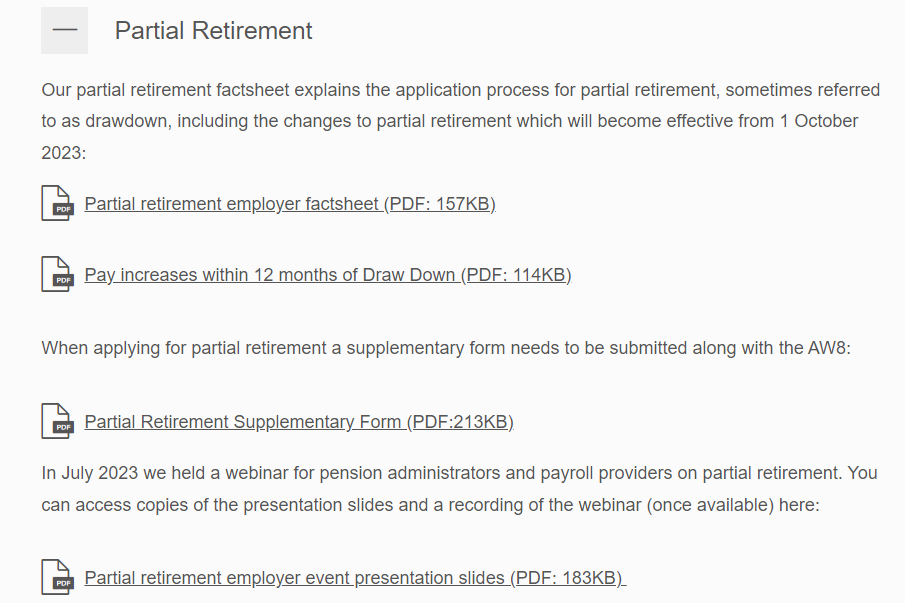 Partial Retirement
Our partial retirement factsheet explains the application process for partial retirement, sometimes referred
to as drawdown, including the changes to partial retirement which will become effective from 1 October
2023:
PDF Partial retirement employer factsheet (PDF: 157KB)
PDF Pay increases within 12 months of Draw Down (PDF: 114KB)
When applying for partial retirement a supplementary form needs to be submitted along with the AW8:
PDF Partial Retirement Supplementary Form (PDF:213KB)
In July 2023 we held a webinar for pension administrators and payroll providers on partial retirement. You
can access copies of the presentation slides and a recording of the webinar (once available) here:
PDF Partial retirement employer event presentation slides (PDF: 183KB)